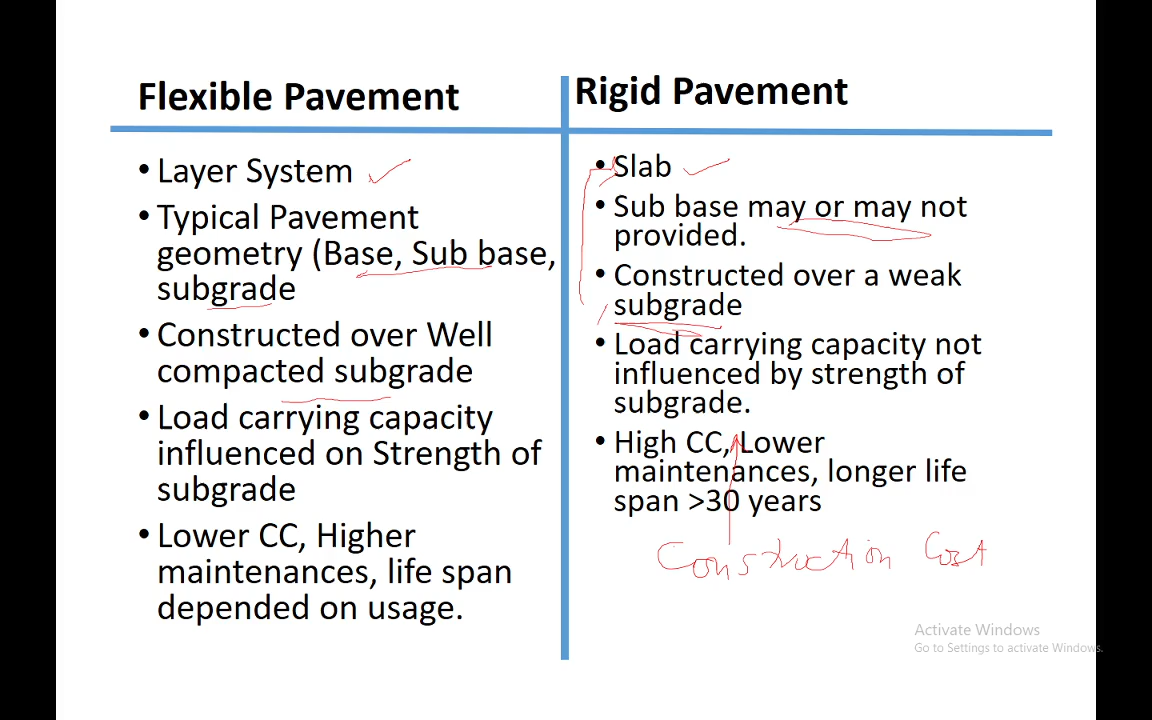 Flexible Pavement
• Layer System
• Typical Pavement
geometry (Base, Sub base,
subgrade
• Constructed over Well
compacted subgrade
• Load carrying capacity
influenced on Strength of
subgrade
• Lower CC, Higher
maintenances, life span
depended on usage.
Rigid Pavement
• Slab
• Sub base may or may not
provided.
• Constructed over a weak
subgrade
• Load carrying capacity not
influenced by strength of
subgrade.
• High CC, Lower
maintenances, longer life
span >30 years
Construction Cost
Activate Windows
Go to Settings to activate Windows.